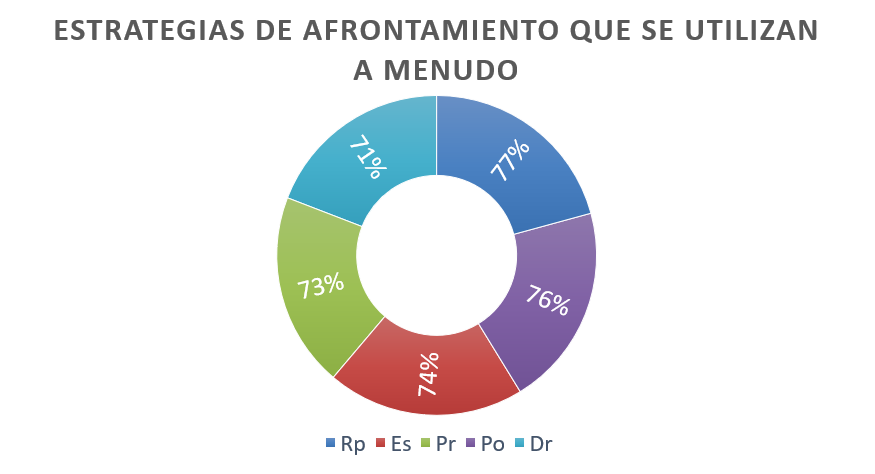 ESTRATEGIAS DE AFRONTAMIENTO QUE SE UTILIZAN
A MENUDO
77%
76%
74%
73%
71%
Rp Es Pr Po Dr